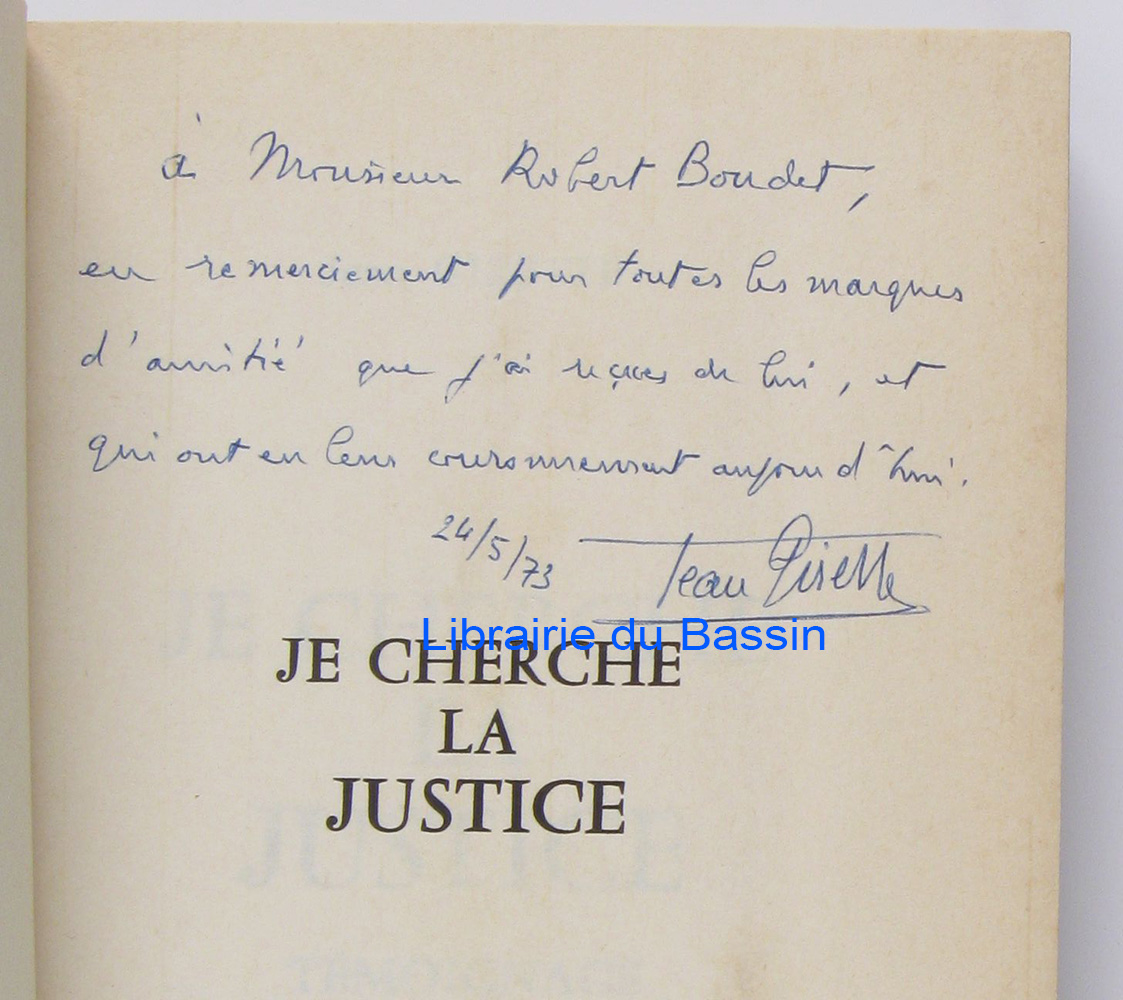 à Monsieur Robert Boudet,
en remerciement pour toutes les marques
d'amitié que j'ai reçues de lui, et
qui ont eu leur couronnement aujourd'hui.
24/5/73 Jean
Librairie du Bassin
JE CHERCHE
LA
JUSTICE